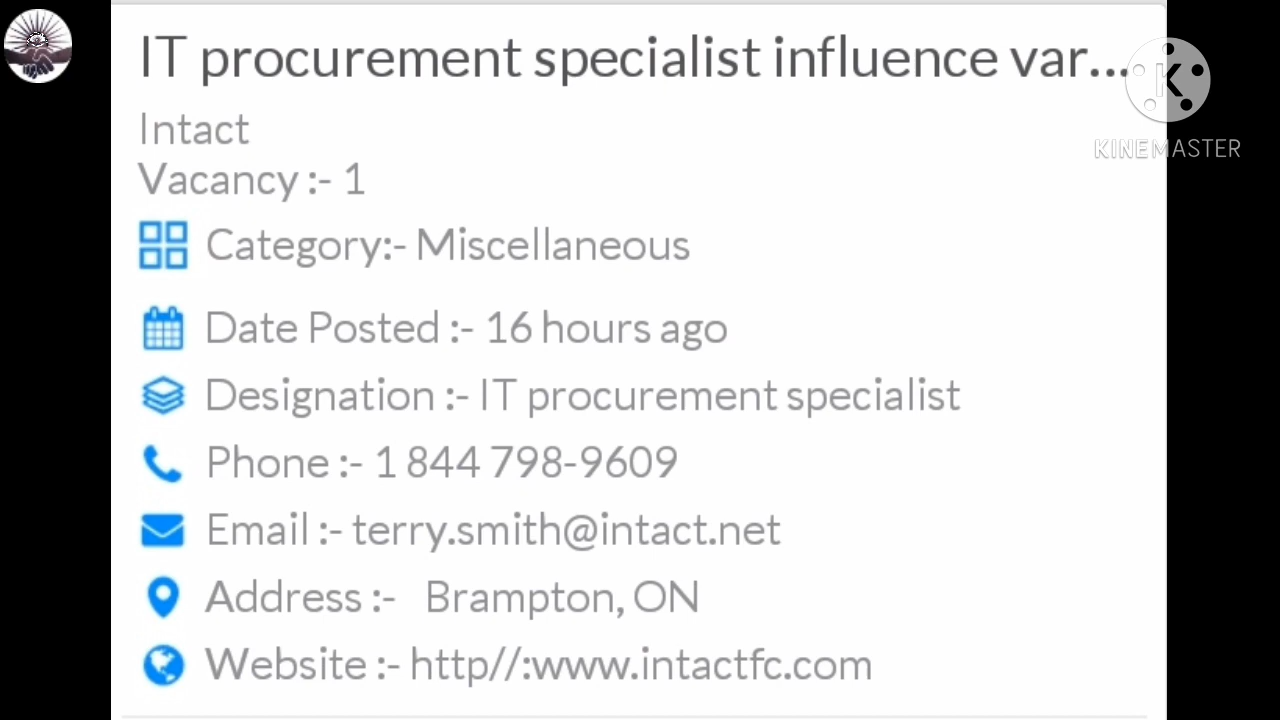 IT procurement specialist influence var...
Intact
Vacancy :- 1
Category:- Miscellaneous
Date Posted :- 16 hours ago
Designation :- IT procurement specialist
Phone :- 1 844 798-9609
Email :- terry.smith@intact.net
Address :- Brampton, ON
Website :- http//:www.intactfc.com
K
KINEMASTER